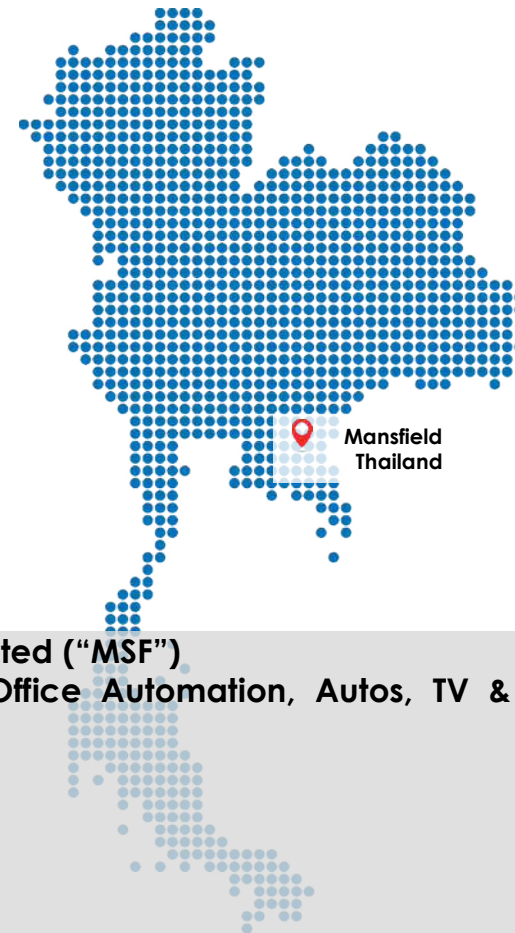 Mansfield
Thailand
ted (“MSF”)
Office Automation, Autos, TV &